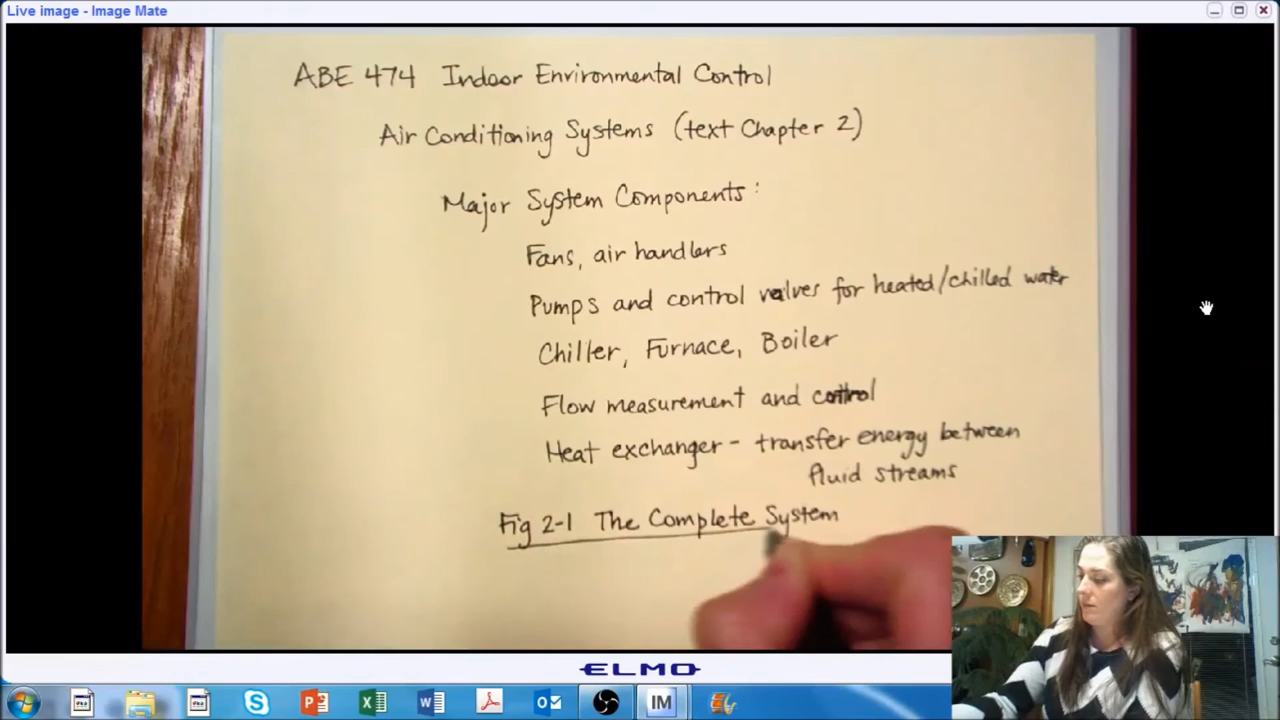 Live image - Image Mate
ABE 474 Indoor Environmental Control
Air Conditioning Systems (text Chapter 2)
Major System Components:
Fans, air handlers
Pumps and control valves for heated/chilled water
Chiller, Furnace, Boiler
Flow measurement and control
Heat exchanger - transfer energy between
fluid streams
Fig 2-1 The Complete System
ELMO
IM